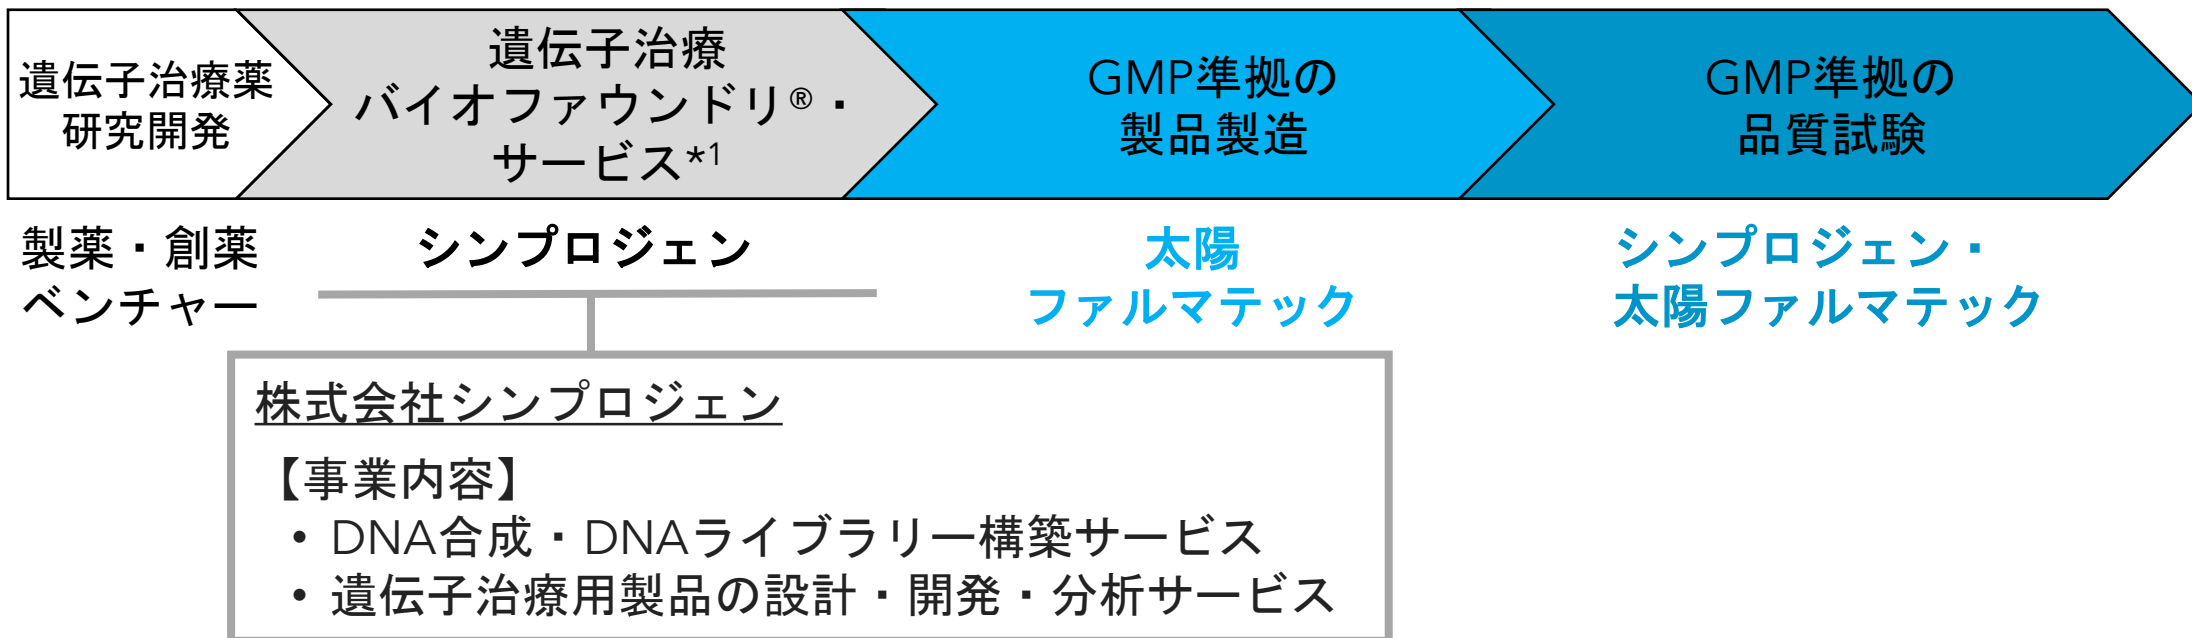 遺伝子治療薬
研究開発
遺伝子治療
バイオファウンドリ®・
サービス*1
GMP準拠の
製品製造
GMP準拠の
品質試験
製薬・創薬
ベンチャー
シンプロジェン
太陽
ファルマテック
シンプロジェン・
太陽ファルマテック
株式会社シンプロジェン
【事業内容】
• DNA合成・DNAライブラリー構築サービス
• 遺伝子治療用製品の設計・開発・分析サービス